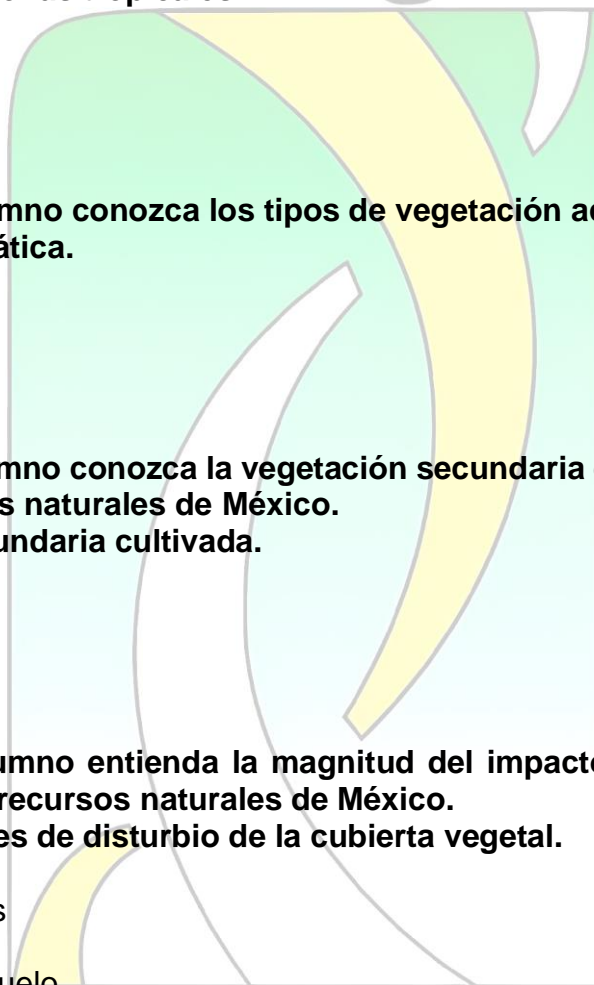 mno conozca los tipos de vegetación ac
ática.
mno conozca la vegetación secundaria
s naturales de México.
undaria cultivada.
umno entienda la magnitud del impacto
recursos naturales de México.
es de disturbio de la cubierta vegetal.
s
uelo